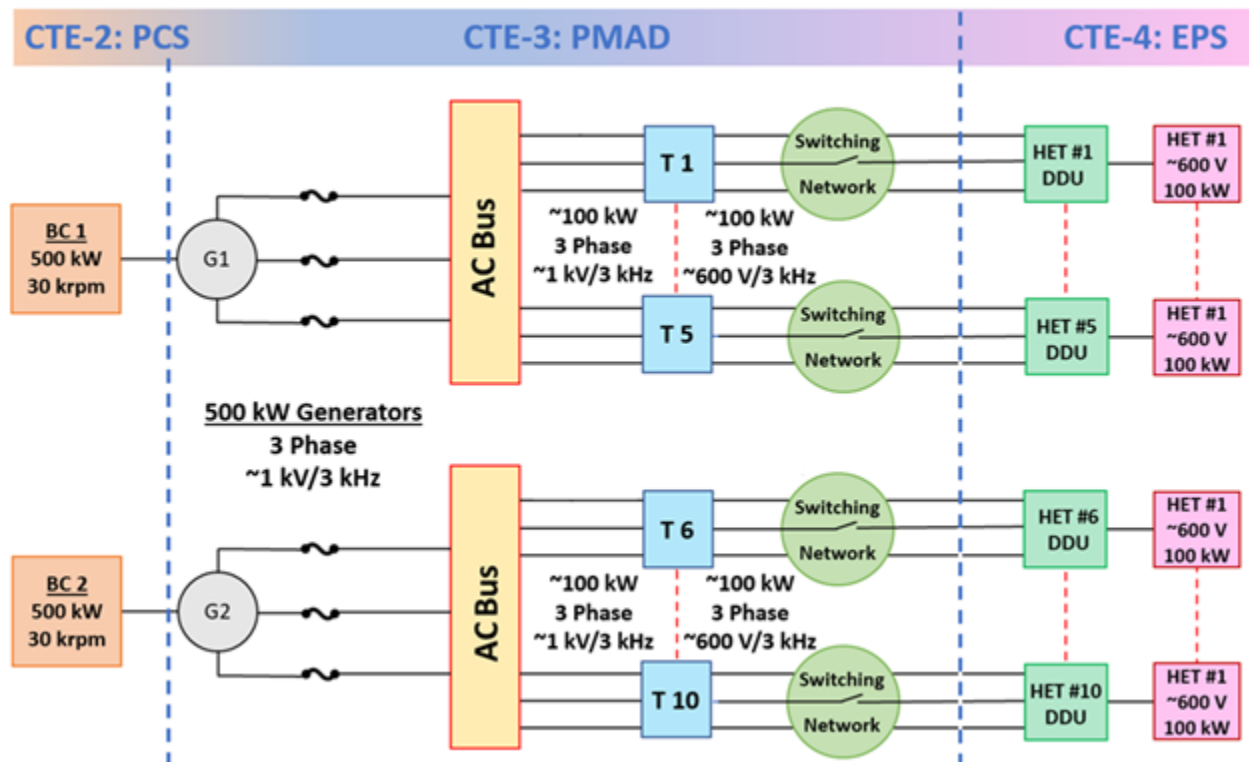 CTE-2: PCS
CTE-3: PMAD
CTE-4: EPS
BC 1
500 kW
30 krpm
G1
AC Bus
T 1
~100 kW
3 Phase
~1 kV/3 kHz
~100 kW
3 Phase
~600 V/3 kHz
T 5
Switching
Network
Switching
Network
HET #1
DDU
HET #5
DDU
HET #1
~600 V
100 kW
HET #1
~600 V
100 kW
500 kW Generators
3 Phase
~1 kV/3 kHz
BC 2
500 kW
30 krpm
G2
AC Bus
T 6
~100 kW
3 Phase
~1 kV/3 kHz
~100 kW
3 Phase
~600 V/3 kHz
T 10
Switching
Network
Switching
Network
HET #6
DDU
HET #10
DDU
HET #1
~600 V
100 kW
HET #1
~600 V
100 kW